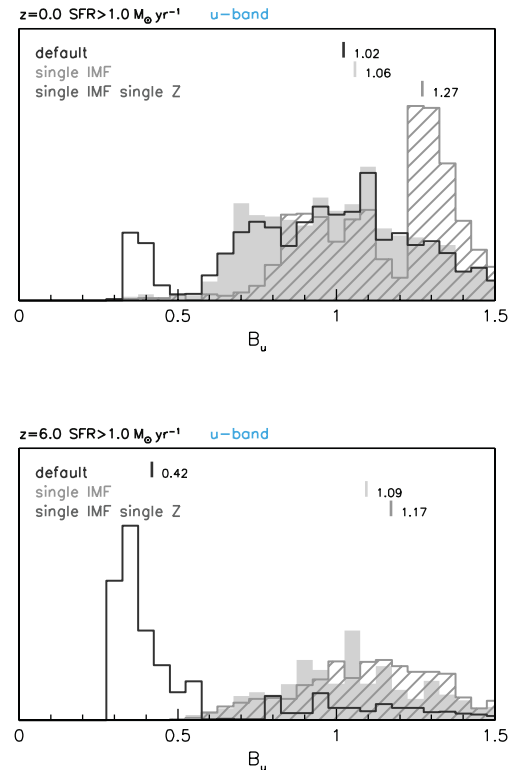 z=0.0 SFR>1.0 M⊙ yr⁻¹ u-band
default
1.02
single IMF
1.06
single IMF single Z
1.27
0 0.5 1 1.5
Bᵤ
z=6.0 SFR>1.0 M⊙ yr⁻¹ u-band
default
0.42
single IMF
1.09
single IMF single Z
1.17
0 0.5 1 1.5
Bᵤ